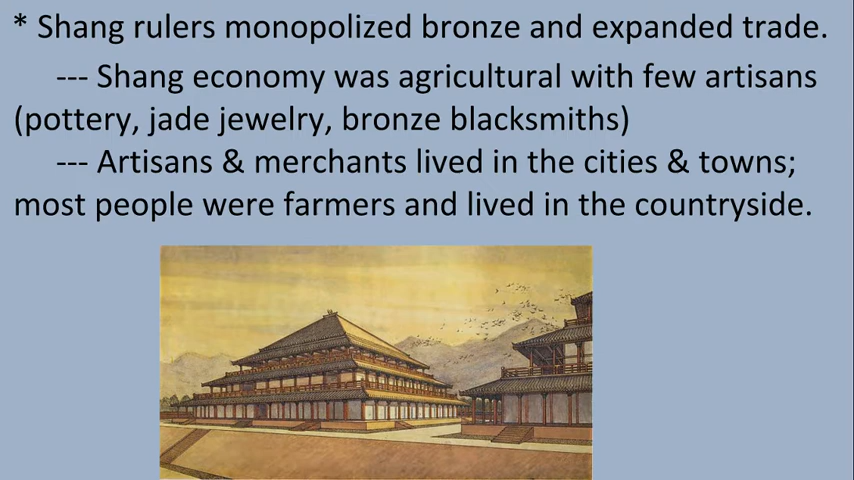 * Shang rulers monopolized bronze and expanded trade.
--- Shang economy was agricultural with few artisans
(pottery, jade jewelry, bronze blacksmiths)
--- Artisans & merchants lived in the cities & towns;
most people were farmers and lived in the countryside.